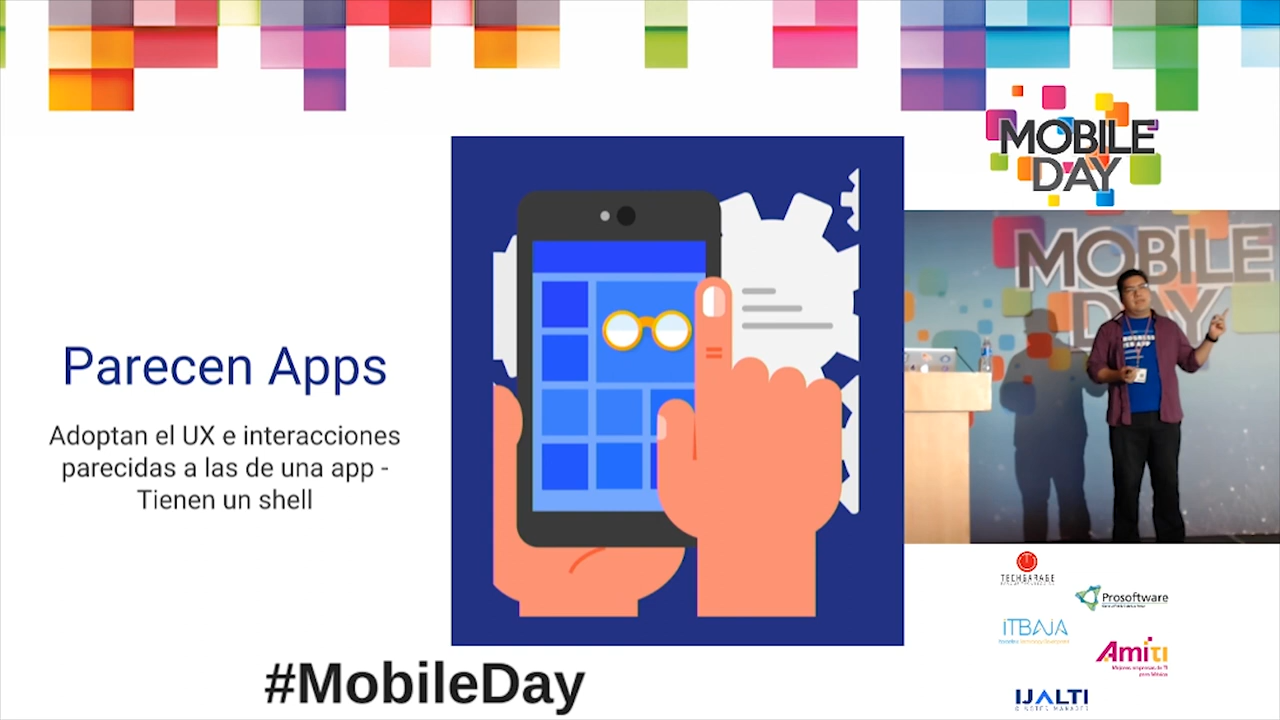 MOBILE
DAY
Parecen Apps
Adoptan el UX e interacciones
parecidas a las de una app -
Tienen un shell
MOBILE
DAY
#MobileDay
TECHGARAGE
Prosoftware
iTBAJA
Amiti
IJALTI